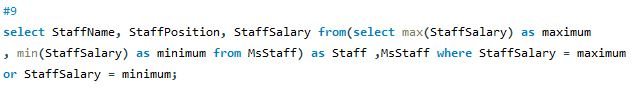 #9
select StaffName, StaffPosition, StaffSalary from(select max(StaffSalary) as maximum
, min(StaffSalary) as minimum from MsStaff) as Staff ,MsStaff where StaffSalary = maximum
or StaffSalary = minimum;